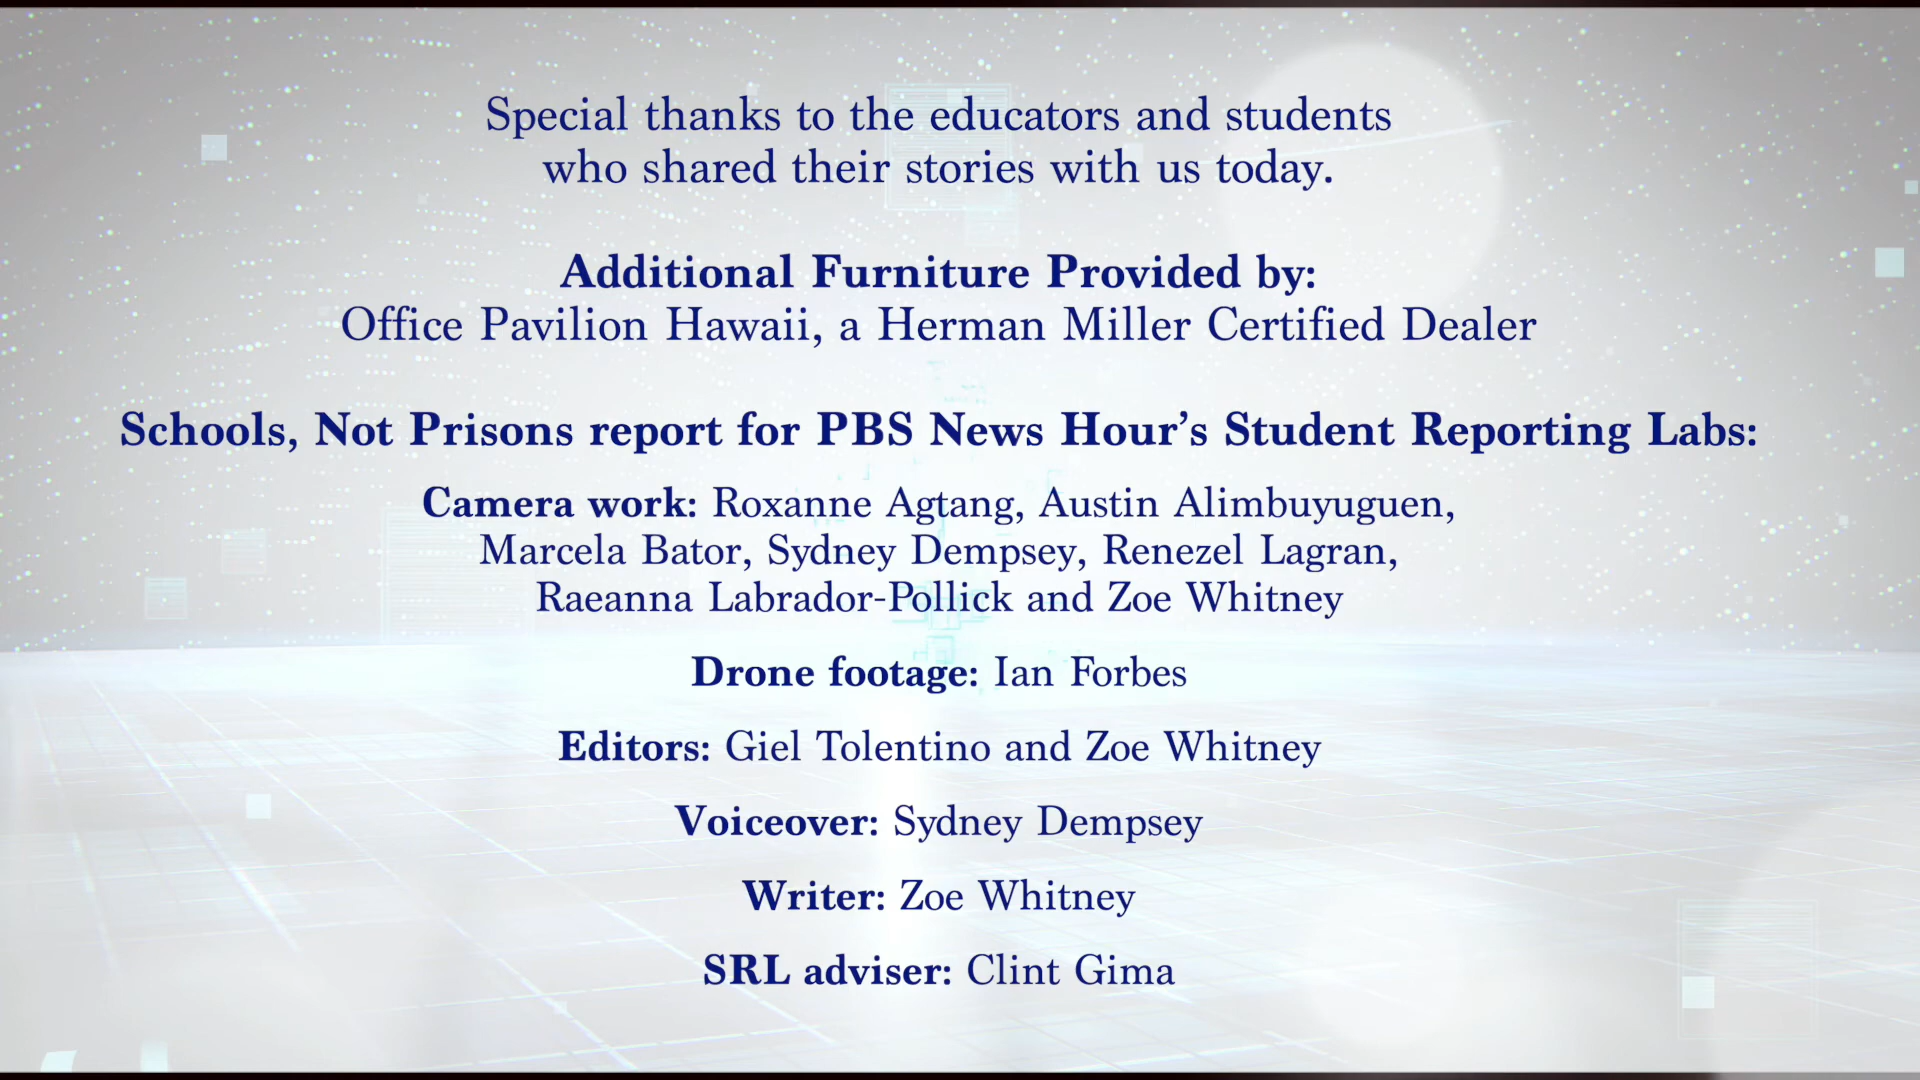 Special thanks to the educators and students
who shared their stories with us today.
Additional Furniture Provided by:
Office Pavilion Hawaii, a Herman Miller Certified Dealer
Schools, Not Prisons report for PBS News Hour’s Student Reporting Labs:
Camera work: Roxanne Agtang, Austin Alimbuyuguen,
Marcela Bator, Sydney Dempsey, Renezel Lagran,
Raeanna Labrador-Pollick and Zoe Whitney
Drone footage: Ian Forbes
Editors: Giel Tolentino and Zoe Whitney
Voiceover: Sydney Dempsey
Writer: Zoe Whitney
SRL adviser: Clint Gima